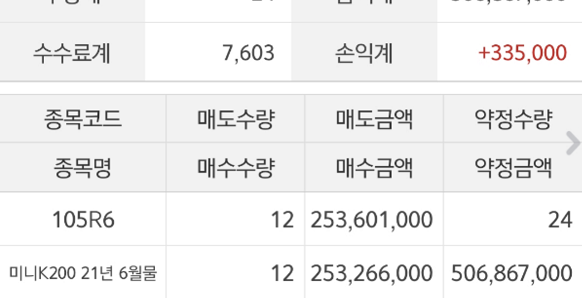 수수료계 7,603 손익계 +335,000
종목코드 매도수량 매도금액 약정수량
종목명 매수수량 매수금액 약정금액
105R6 12 253,601,000 24
미니K200 21년 6월물 12 253,266,000 506,867,000